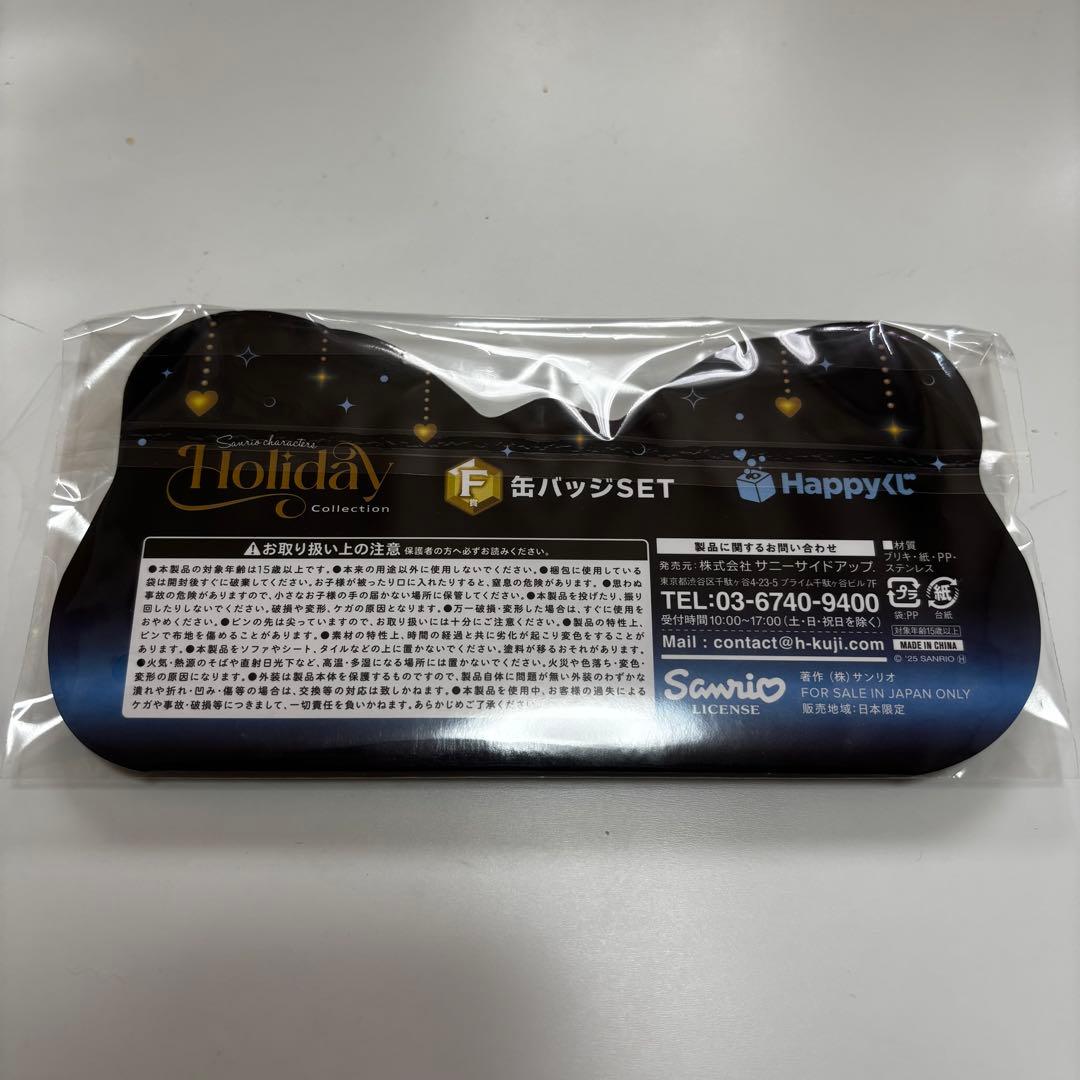 Sanrio characters
Holiday
Collection
F賞
缶バッジSET
Happyくじ
⚠お取り扱い上の注意 保護者の方へ必ずお読みください。
●本製品の対象年齢は15歳以上です。●本来の用途以外に使用しないでください。●梱包に使用している
袋は開封後すぐに破棄してください。お子様が被ったり口に入れたりすると、窒息の危険があります。●思わぬ
事故の危険がありますので、小さなお子様の手の届かない場所に保管してください。●本製品を投げたり、振り
回したりしないでください。破損や変形、ケガの原因となります。●万一破損・変形した場合は、すぐに使用を
おやめください。●ピンの先は尖っていますので、お取り扱いには十分にご注意ください。●製品の特性上、
ピンで布地を傷めることがあります。●素材の特性上、時間の経過と共に劣化が起こり変色をすることが
あります。●本製品をソファやシート、タイルなどの上に置かないでください。塗料が移るおそれがあります。
●火気・熱源のそばや直射日光下など、高温・多湿になる場所には置かないでください。火災や色落ち・変色・
変形の原因になります。●外装は製品本体を保護するものですので、製品自体に問題が無い外装のわずかな
潰れや折れ・凹み・傷等の場合は、交換等の対応は致しかねます。●本製品を使用中、お客様の過失による
ケガや事故・破損等につきまして、一切責任を負いかねます。あらかじめご了承ください。
製品に関するお問い合わせ
発売元:株式会社 サニーサイドアップ
東京都渋谷区千駄ヶ谷4-23-5 プライム千駄ヶ谷ビル 7F
TEL:03-6740-9400
受付時間10:00〜17:00(土・日・祝日を除く)
Mail : contact@h-kuji.com
■材質
ブリキ・紙・PP・
ステンレス
プラ 紙
袋:PP 台紙
対象年齢15歳以上
MADE IN CHINA
© '25 SANRIO Ⓗ
Sanrio
LICENSE
著作 (株)サンリオ
FOR SALE IN JAPAN ONLY
販売地域:日本限定